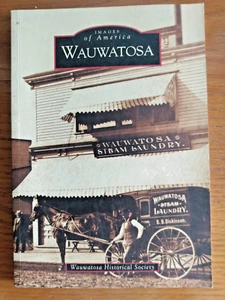 IMAGES
of America
WAUWATOSA
WAUWATOSA
STEAM LAUNDRY.
WAUWATOSA
STEAM
LAUNDRY.
Wauwatosa Historical Society